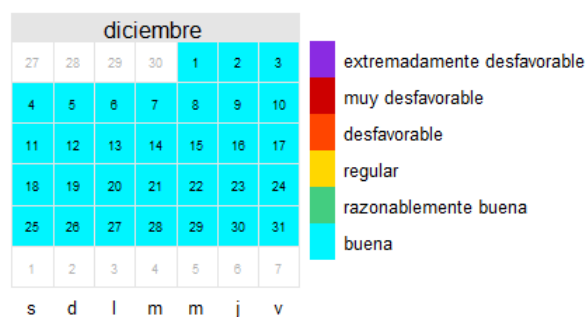 diciembre
27 28 29 30 1 2 3
4 5 6 7 8 9 10
11 12 13 14 15 16 17
18 19 20 21 22 23 24
25 26 27 28 29 30 31
1 2 3 4 5 6 7
s d l m m j v
extremadamente desfavorable
muy desfavorable
desfavorable
regular
razonablemente buena
buena